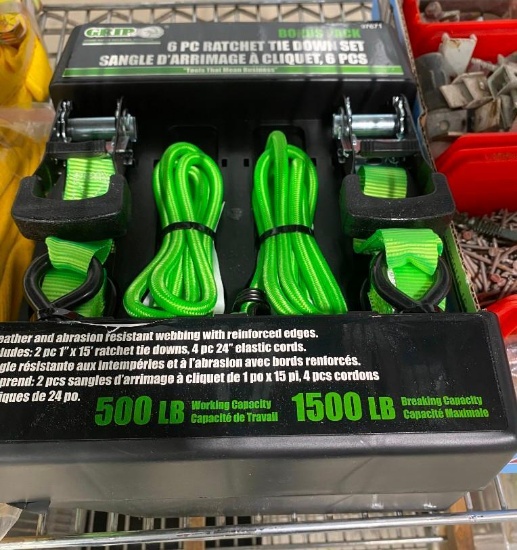 GRIP
BONUS PACK
37671
6 PC RATCHET TIE DOWN SET
SANGLE D'ARRIMAGE À CLIQUET, 6 PCS
"Tools That Mean Business"
eather and abrasion resistant webbing with reinforced edges.
ludes: 2 pc 1" x 15' ratchet tie downs, 4 pc 24" elastic cords.
gle résistante aux intempéries et à l'abrasion avec bords renforcés.
prend: 2 pcs sangles d'arrimage à cliquet de 1 po x 15 pi, 4 pcs cordons
iques de 24 po.
500 LB Working Capacity Capacité de Travail
1500 LB Breaking Capacity Capacité Maximale